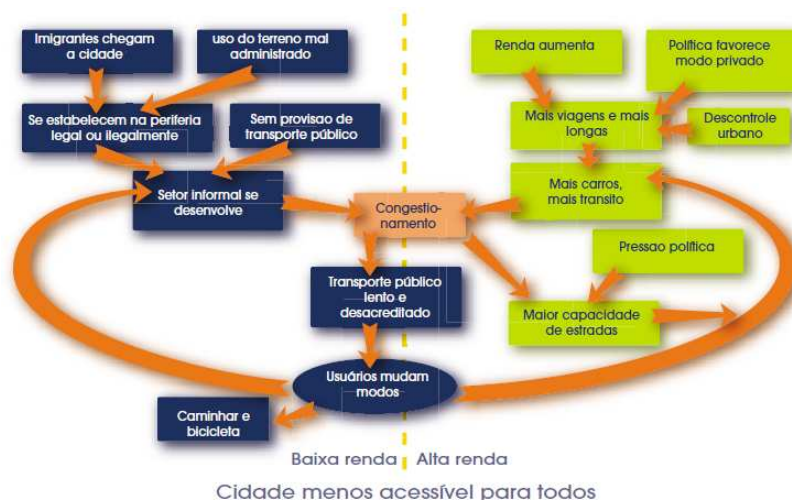 Imigrantes chegam
a cidade
uso do terreno mal
administrado
Renda aumenta
Política favorece
modo privado
Se estabelecem na periferia
legal ou ilegalmente
Sem provisao de
transporte público
Mais viagens e mais
longas
Descontrole
urbano
Setor informal se
desenvolve
Congestio-
namento
Mais carros,
mais transito
Pressao política
Transporte público
lento e
desacreditado
Maior capacidade
de estradas
Usuários mudam
modos
Caminhar e
bicicleta
Baixa renda
Alta renda
Cidade menos acessível para todos